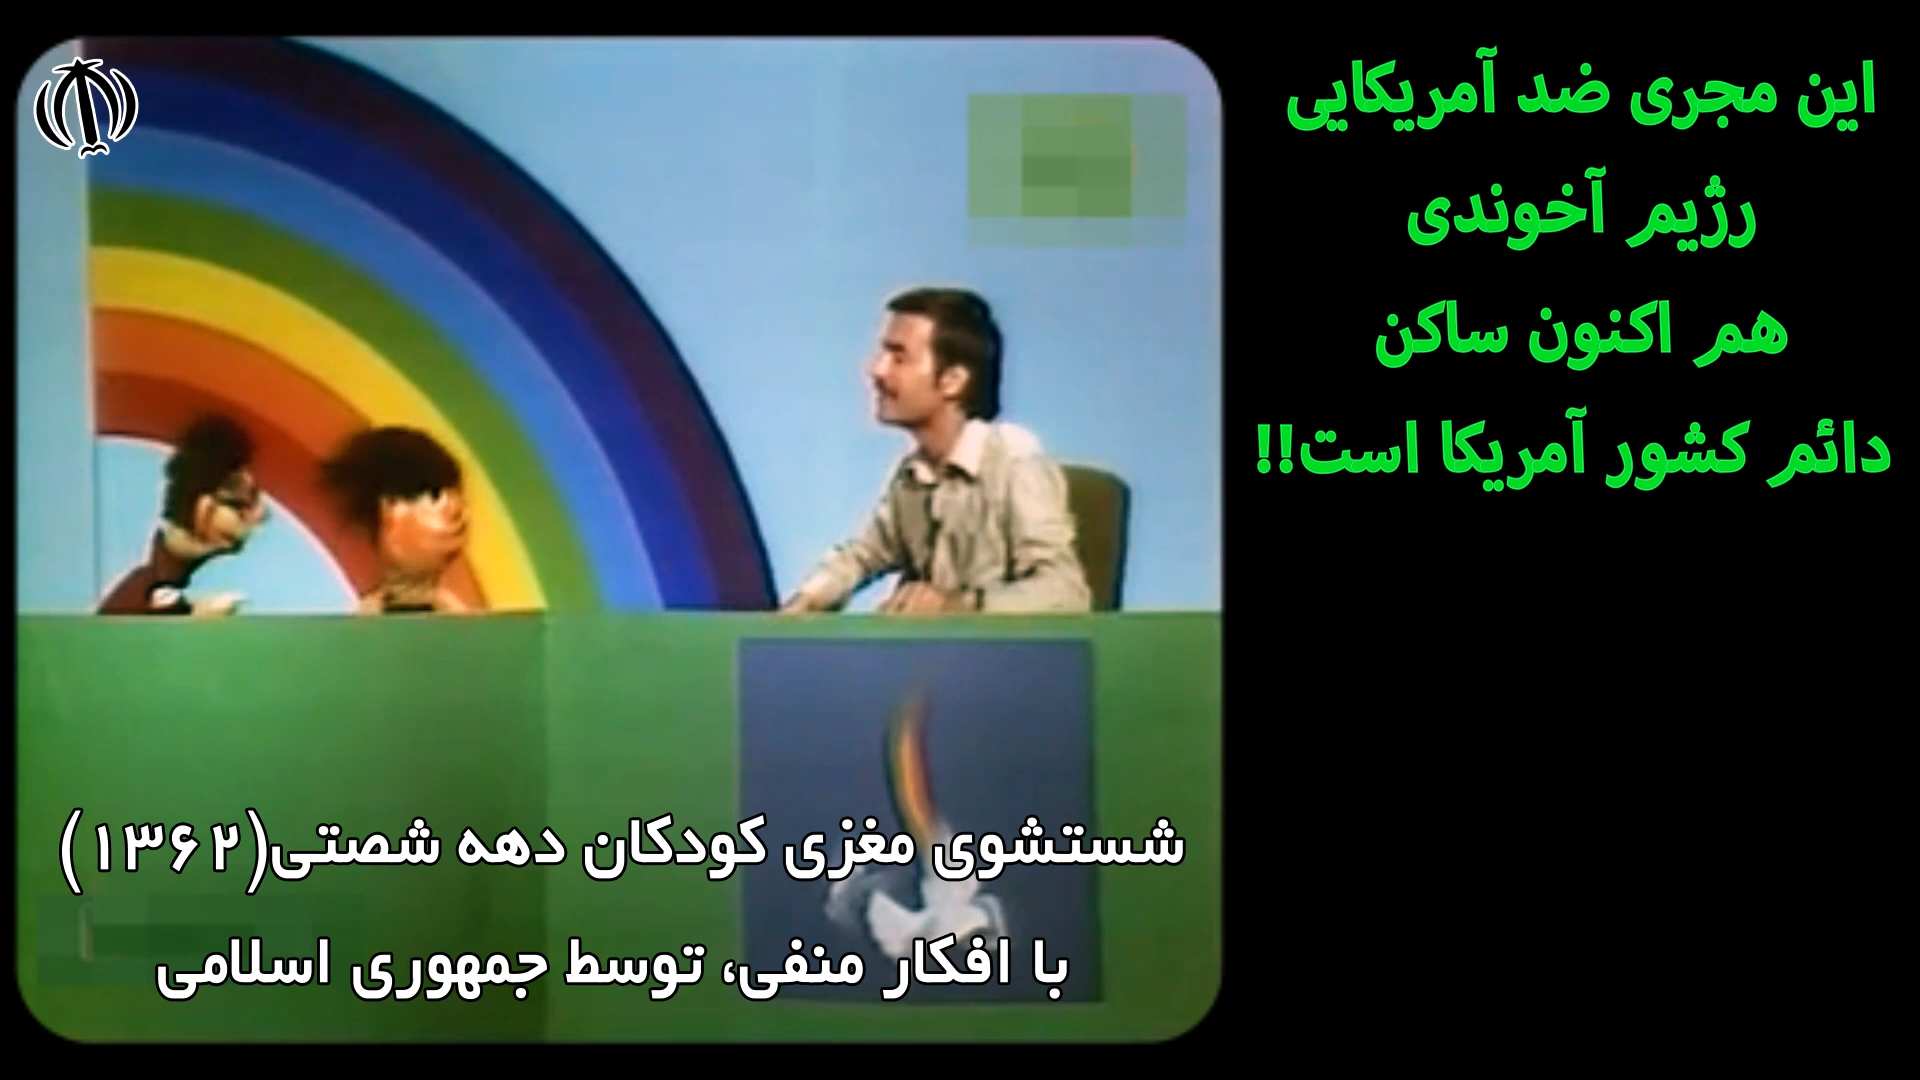 این مجری ضد آمریکایی
رژیم آخوندی
هم اکنون ساکن
دائم کشور آمریکا است!!
شستشوی مغزی کودکان دهه شصتی(۱۳۶۲)
با افکار منفی، توسط جمهوری اسلامی